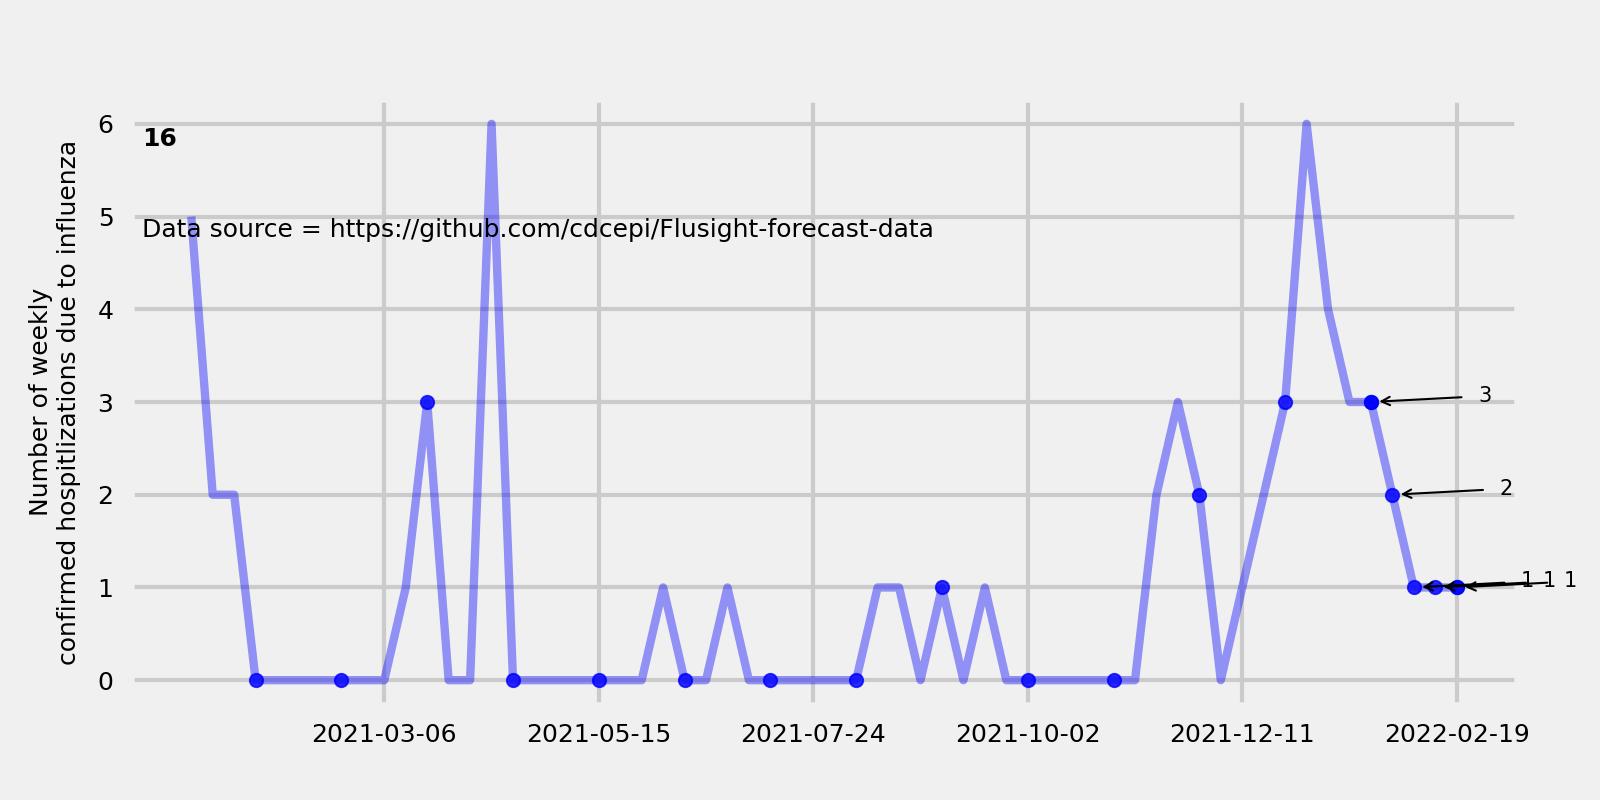 Number of weekly
confirmed hospitlizations due to influenza
6
5
4
3
2
1
0
16
Data source = https://github.com/cdcepi/Flusight-forecast-data
3
2
1 1 1
2021-03-06 2021-05-15 2021-07-24 2021-10-02 2021-12-11 2022-02-19